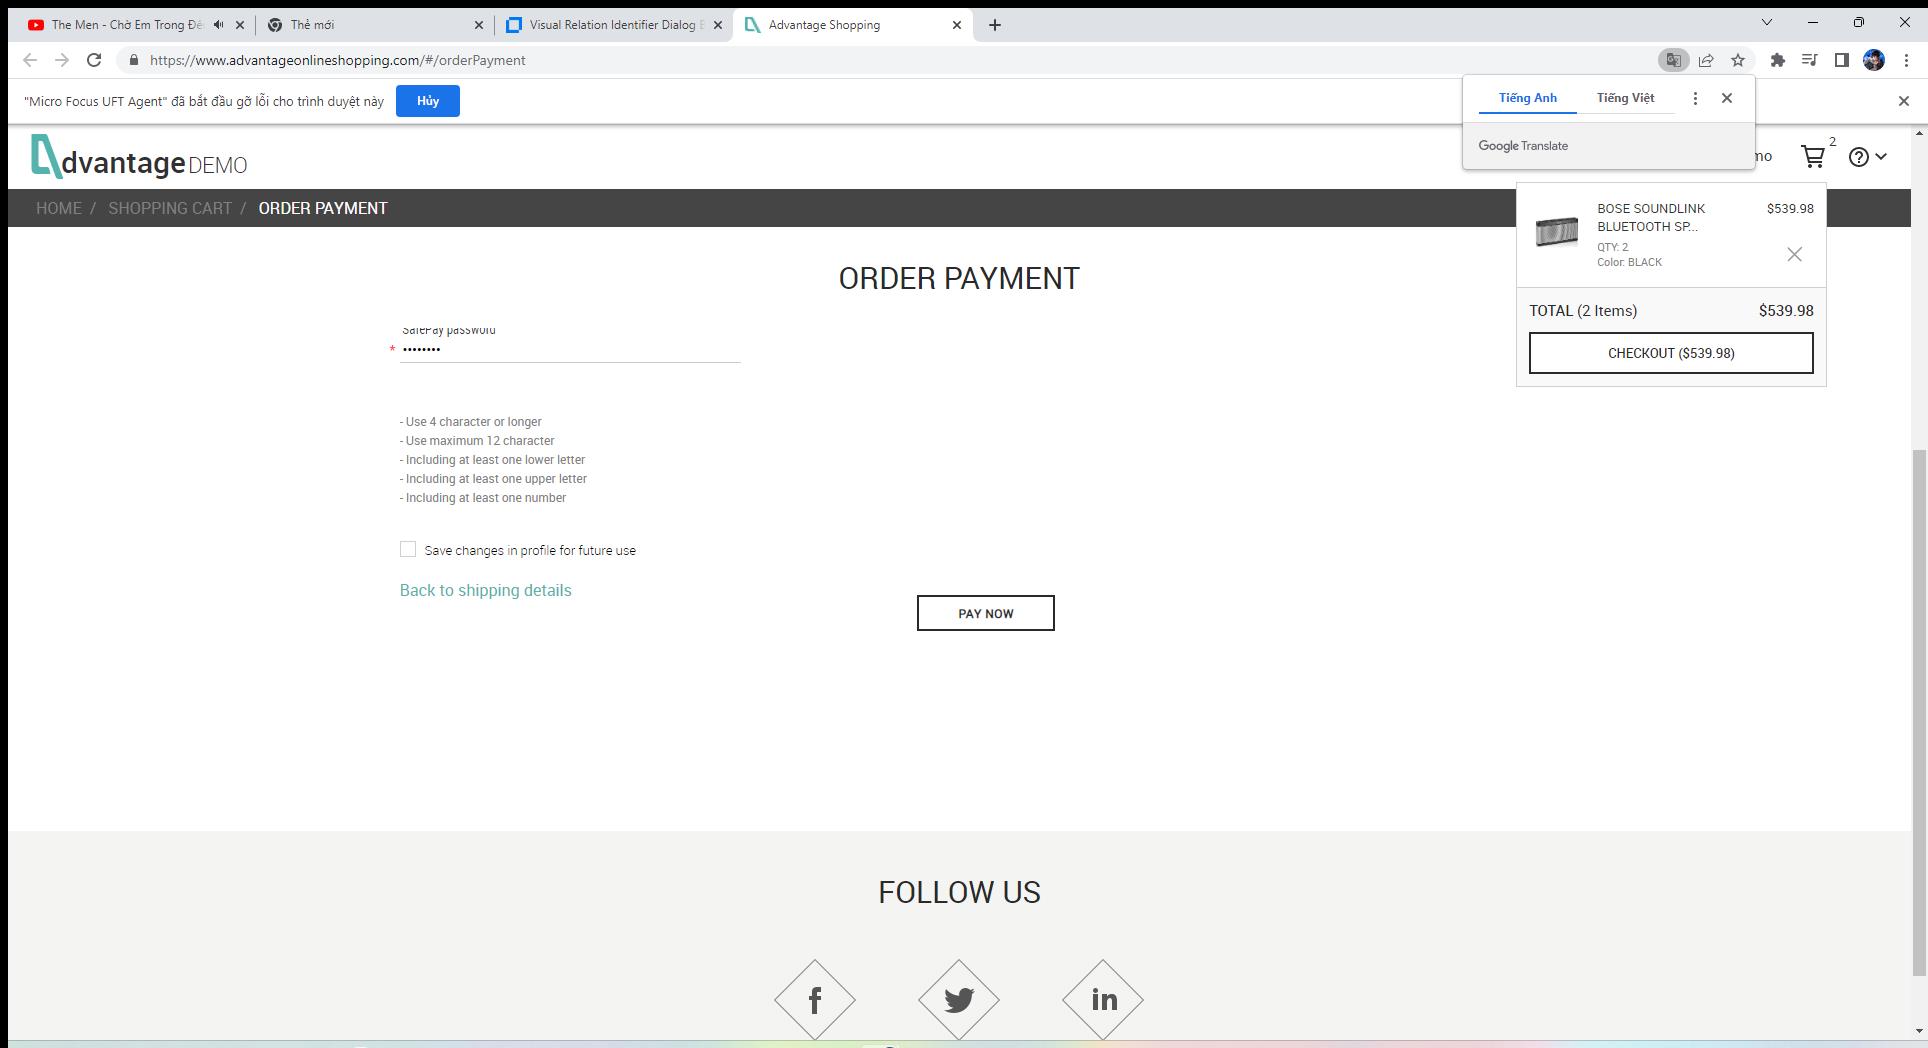 The Men - Chờ Em Trong Đê
Thẻ mới
Visual Relation Identifier Dialog B
Advantage Shopping
https://www.advantageonlineshopping.com/#/orderPayment
"Micro Focus UFT Agent" đã bắt đầu gỡ lỗi cho trình duyệt này
Hủy
Tiếng Anh
Tiếng Việt
Google Translate
dvantage DEMO
mo
2
HOME / SHOPPING CART / ORDER PAYMENT
BOSE SOUNDLINK $539.98
BLUETOOTH SP...
QTY: 2
Color: BLACK
TOTAL (2 Items) $539.98
CHECKOUT ($539.98)
ORDER PAYMENT
SafePay password
* ••••••••
- Use 4 character or longer
- Use maximum 12 character
- Including at least one lower letter
- Including at least one upper letter
- Including at least one number
Save changes in profile for future use
Back to shipping details
PAY NOW
FOLLOW US
f
in